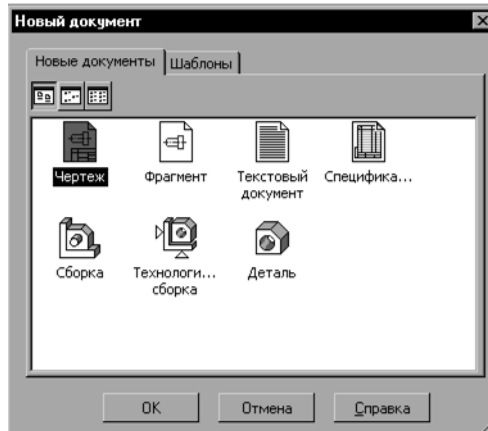 Новый документ
Новые документы Шаблоны
Чертеж Фрагмент Текстовый документ Специфика...
Сборка Технологи... сборка Деталь
OK Отмена Справка